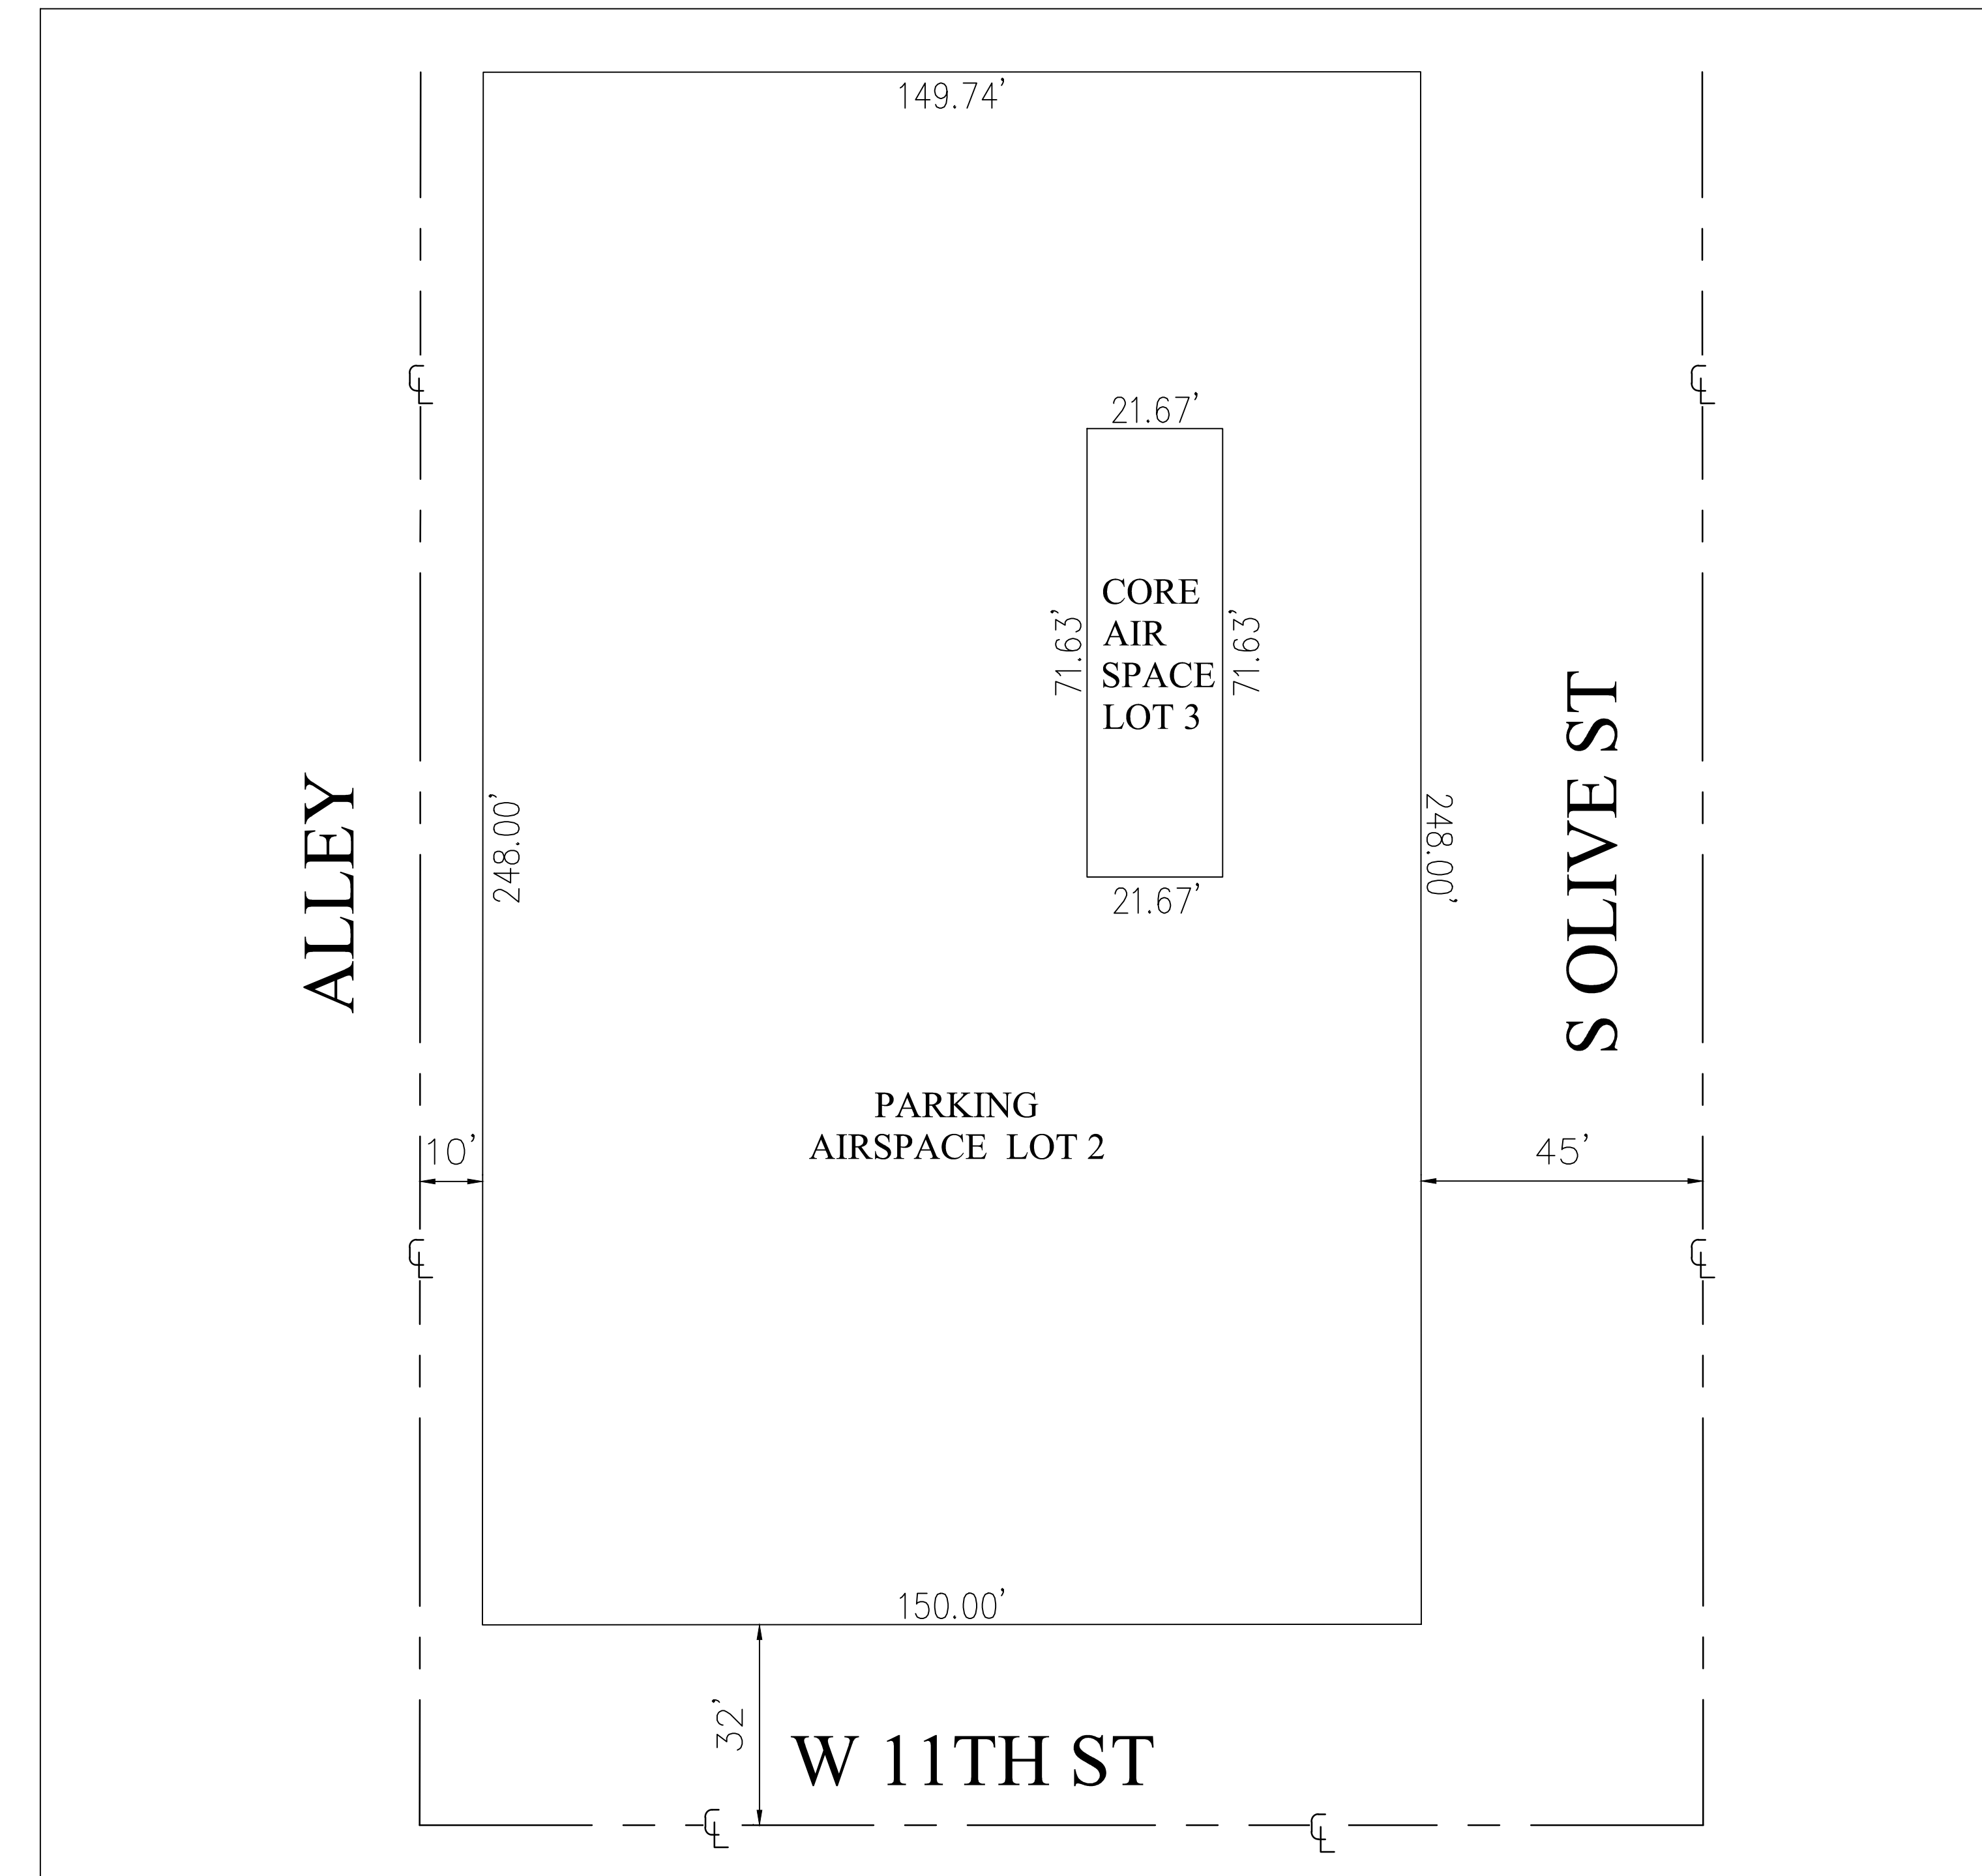 149.74'
21.67'
CORE
AIR
SPACE
LOT 3
71.63'
71.63'
21.67'
248.00'
248.00'
ALLEY
S OLIVE ST
PARKING
AIRSPACE LOT 2
10'
45'
150.00'
32'
W 11TH ST